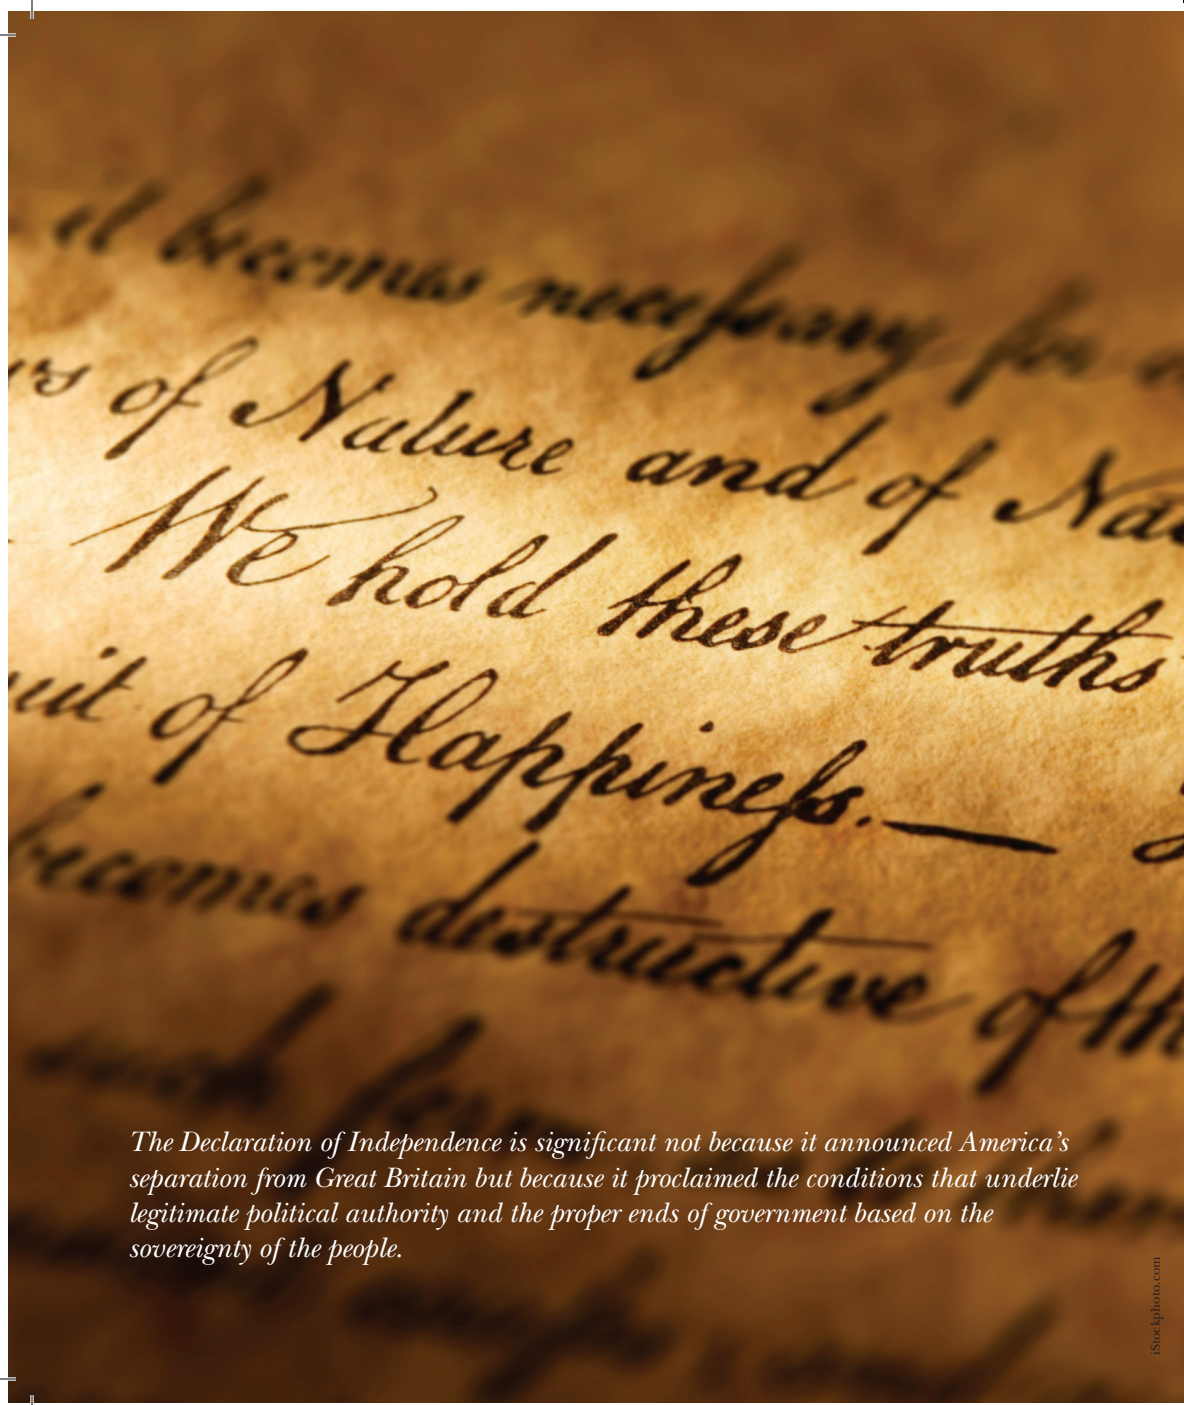 it becomes necessary for
of Nature and of
We hold these truths
of Happiness. —
becomes destructive of
The Declaration of Independence is significant not because it announced America’s
separation from Great Britain but because it proclaimed the conditions that underlie
legitimate political authority and the proper ends of government based on the
sovereignty of the people.
iStockphoto.com